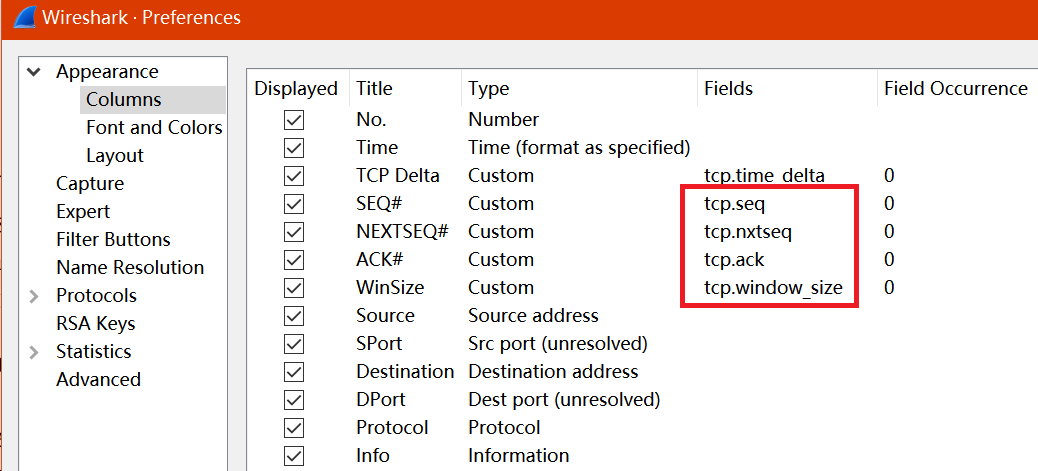 Wireshark · Preferences
Appearance
Columns
Font and Colors
Layout
Capture
Expert
Filter Buttons
Name Resolution
Protocols
RSA Keys
Statistics
Advanced
Displayed Title Type Fields Field Occurrence
No. Number
Time Time (format as specified)
TCP Delta Custom tcp.time_delta 0
SEQ# Custom tcp.seq 0
NEXTSEQ# Custom tcp.nxtseq 0
ACK# Custom tcp.ack 0
WinSize Custom tcp.window_size 0
Source Source address
SPort Src port (unresolved)
Destination Destination address
DPort Dest port (unresolved)
Protocol Protocol
Info Information